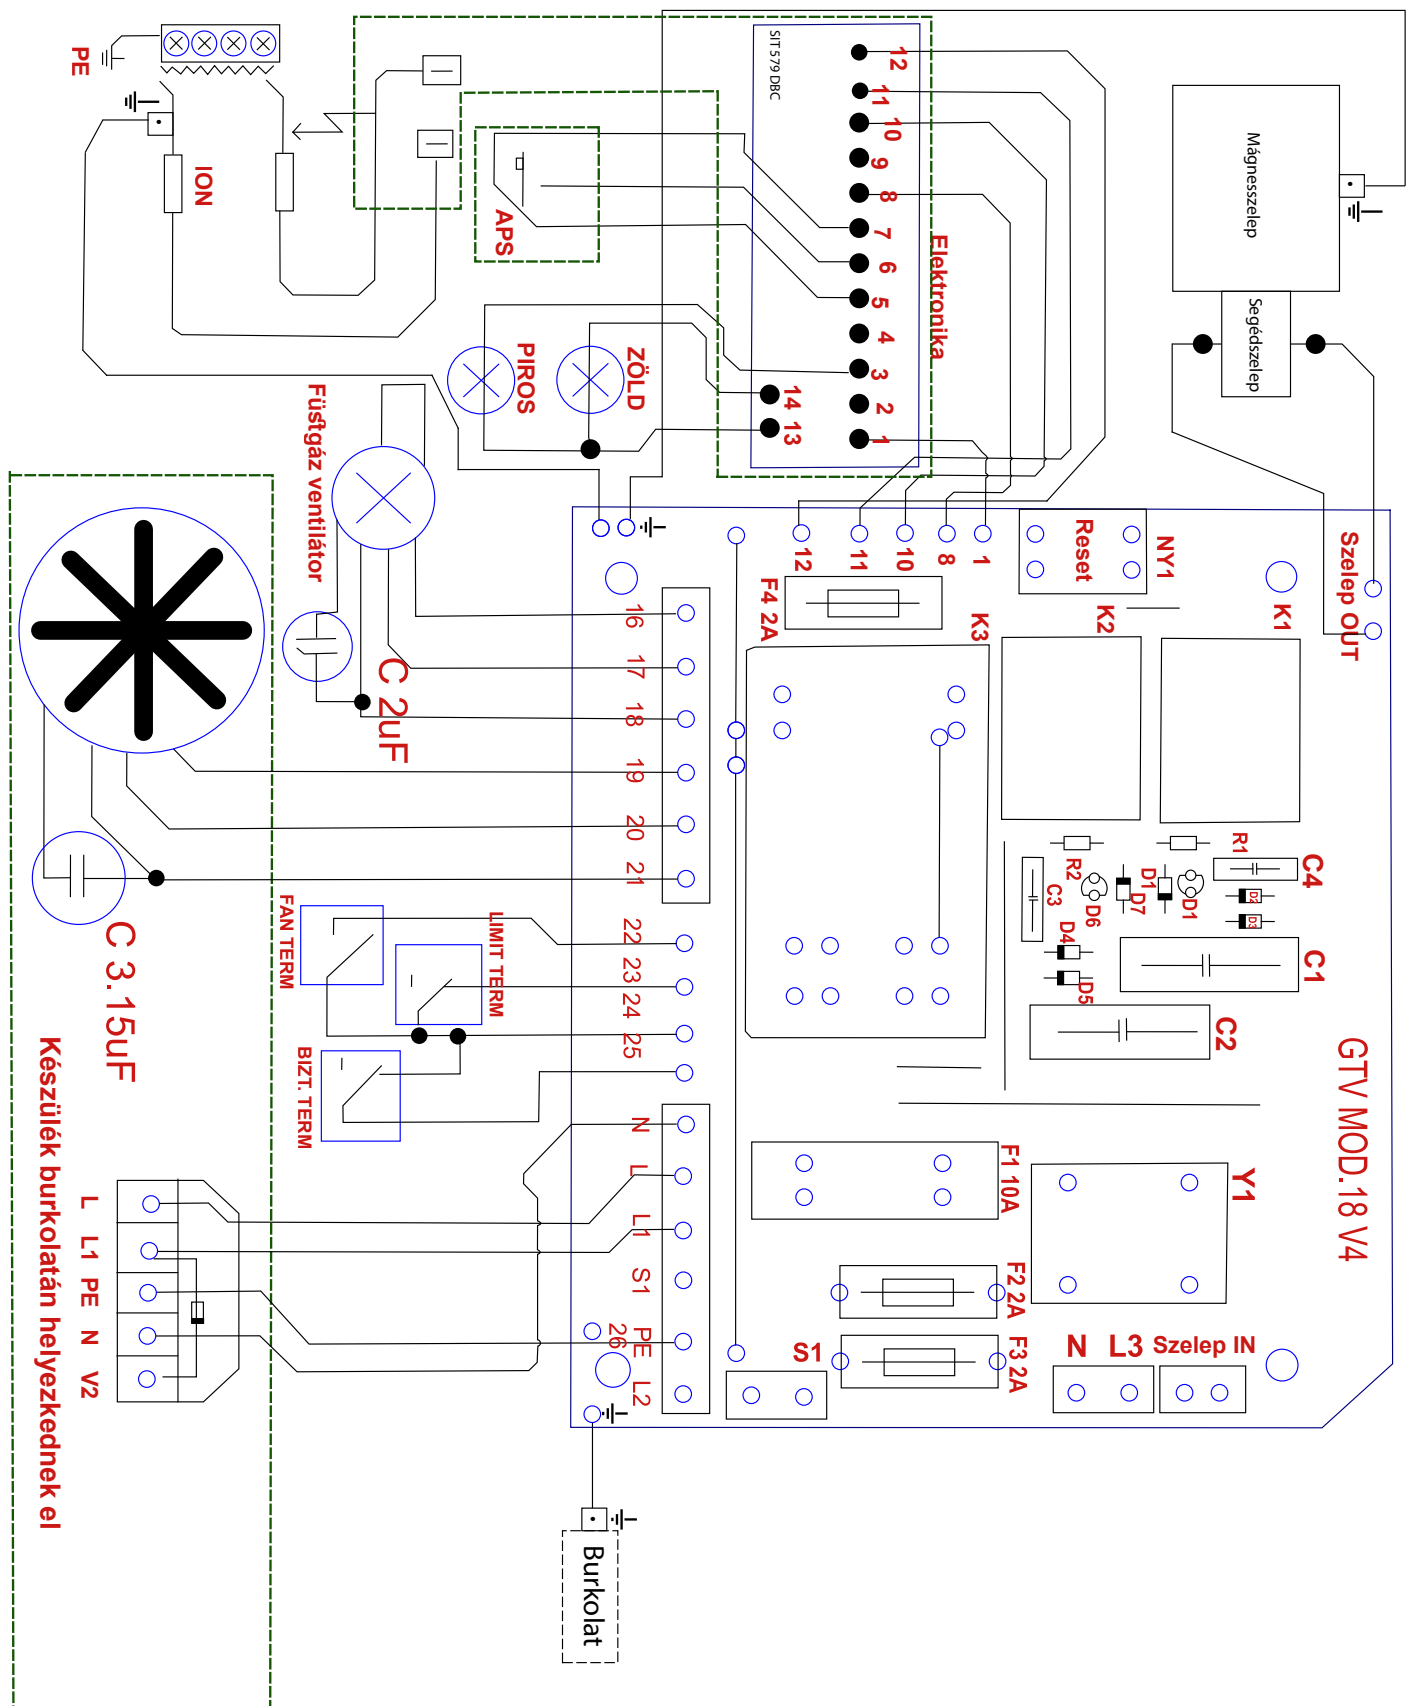 PE
ION
APS
SIT 579 DBC
12
11
10
9
8
7
6
5
4
3
2
1
14
13
Elektronika
Mágnesszelep
Segédszelep
PIROS
ZÖLD
Füstgáz ventilátor
C 2uF
16
17
18
19
20
21
22
23
24
25
N
L
L1
S1
26
PE
L2
12
11
10
8
1
Reset
NY1
Szelep OUT
F4 2A
K3
K2
K1
R1
R2
C4
C3
D1
D7
D6
D1
D2
D3
D4
D5
C1
C2
GTV MOD.18 V4
F1 10A
Y1
F2 2A
F3 2A
S1
N
L3
Szelep IN
FAN TERM
LIMIT TERM
BIZT. TERM
C 3.15uF
Készülék burkolatán helyezkednek el
L
L1
PE
N
V2
Burkolat